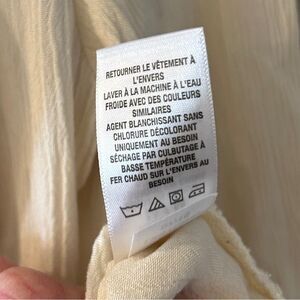 RETOURNER LE VÊTEMENT À
L'ENVERS
LAVER À LA MACHINE À L'EAU
FROIDE AVEC DES COULEURS
SIMILAIRES
AGENT BLANCHISSANT SANS
CHLORURE DÉCOLORANT
UNIQUEMENT AU BESOIN
SÉCHAGE PAR CULBUTAGE À
BASSE TEMPÉRATURE
FER CHAUD SUR L'ENVERS AU
BESOIN